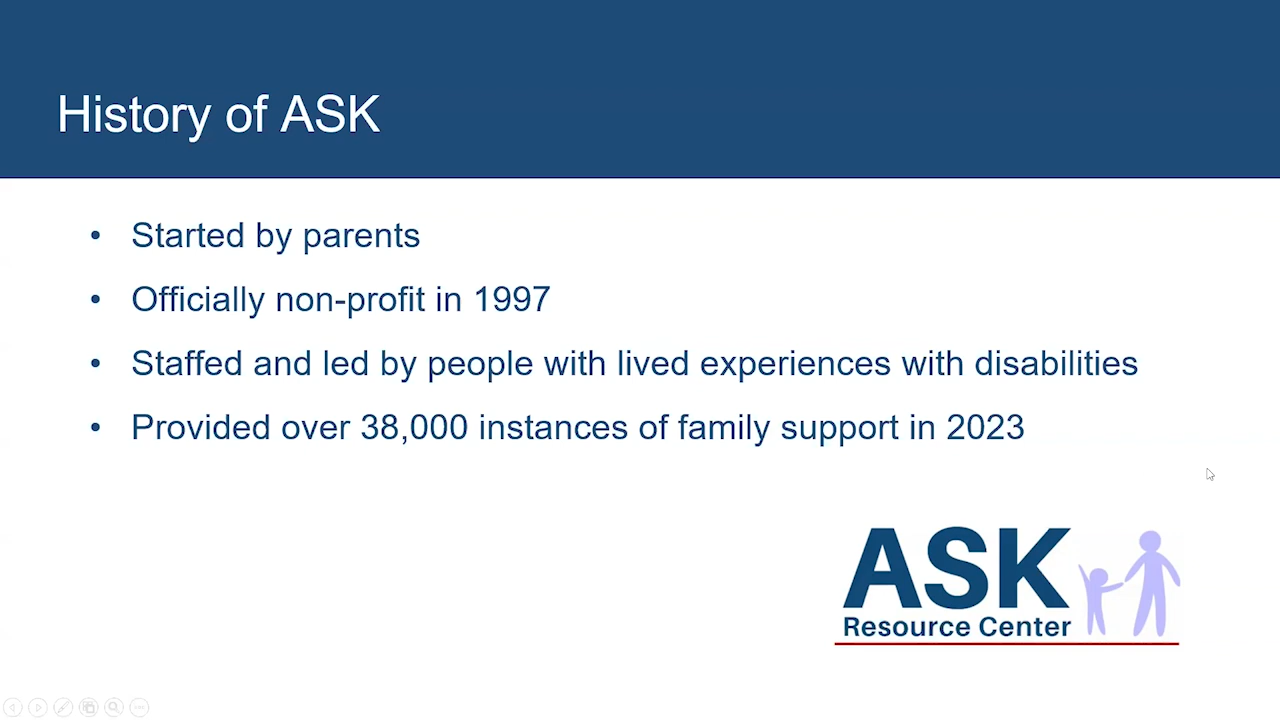 History of ASK
• Started by parents
• Officially non-profit in 1997
• Staffed and led by people with lived experiences with disabilities
• Provided over 38,000 instances of family support in 2023
ASK
Resource Center